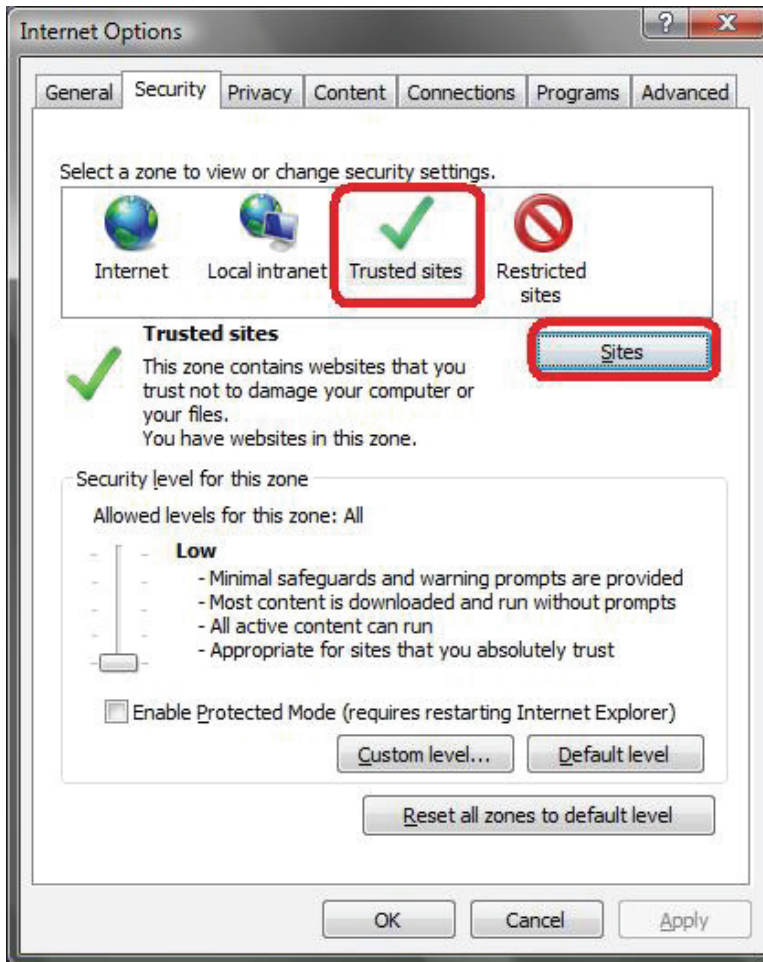 Internet Options
General Security Privacy Content Connections Programs Advanced
Select a zone to view or change security settings.
Internet Local intranet Trusted sites Restricted
sites
Trusted sites
Sites
This zone contains websites that you
trust not to damage your computer or
your files.
You have websites in this zone.
Security level for this zone
Allowed levels for this zone: All
Low
- Minimal safeguards and warning prompts are provided
- Most content is downloaded and run without prompts
- All active content can run
- Appropriate for sites that you absolutely trust
Enable Protected Mode (requires restarting Internet Explorer)
Custom level... Default level
Reset all zones to default level
OK Cancel Apply